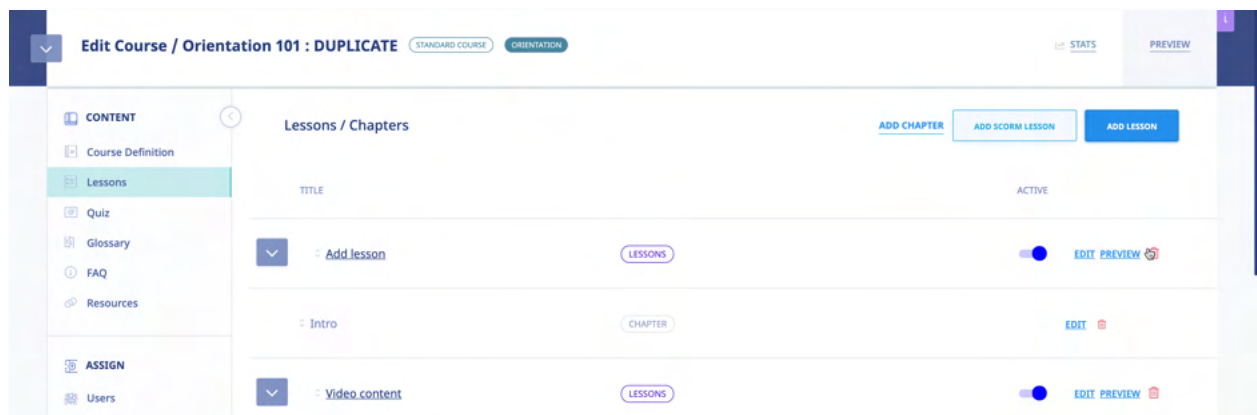 Edit Course / Orientation 101 : DUPLICATE STANDARD COURSE ORIENTATION STATS PREVIEW
i
CONTENT
Course Definition
Lessons
Quiz
Glossary
FAQ
Resources
ASSIGN
Users
Lessons / Chapters ADD CHAPTER ADD SCORM LESSON ADD LESSON
TITLE ACTIVE
Add lesson LESSONS EDIT PREVIEW
Intro CHAPTER EDIT
Video content LESSONS EDIT PREVIEW